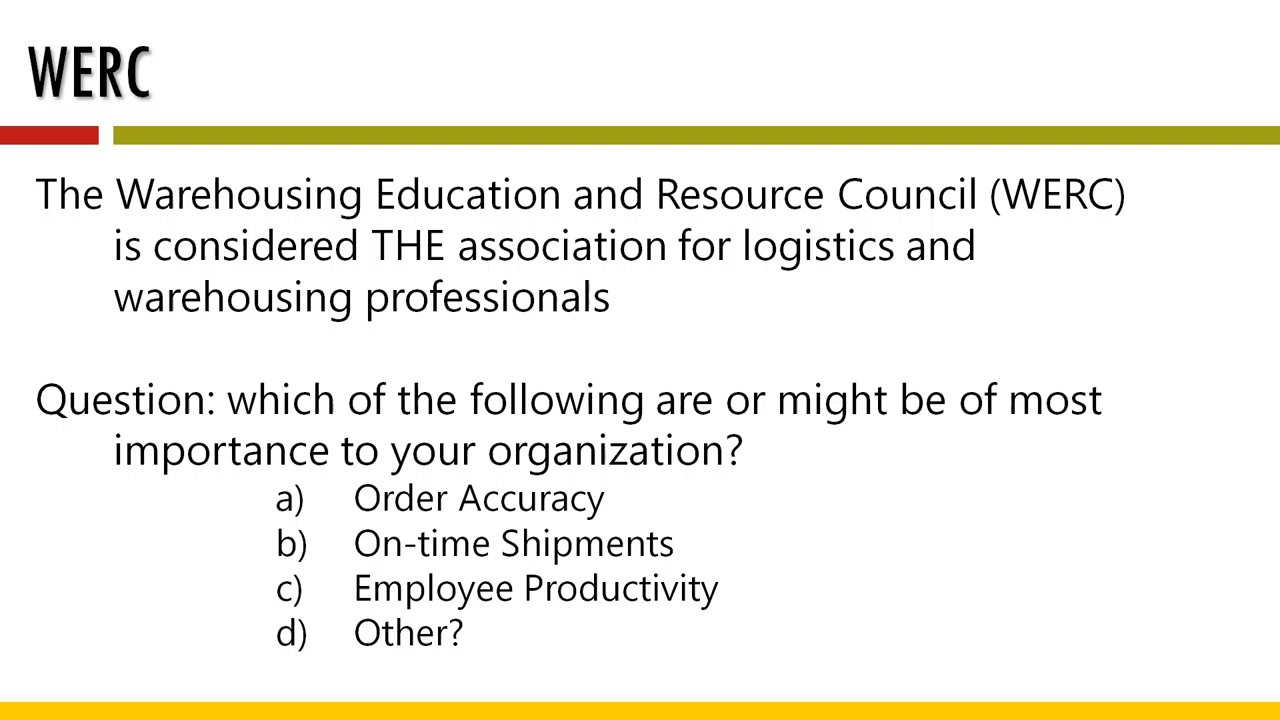 WERC
The Warehousing Education and Resource Council (WERC)
is considered THE association for logistics and
warehousing professionals
Question: which of the following are or might be of most
importance to your organization?
a) Order Accuracy
b) On-time Shipments
c) Employee Productivity
d) Other?